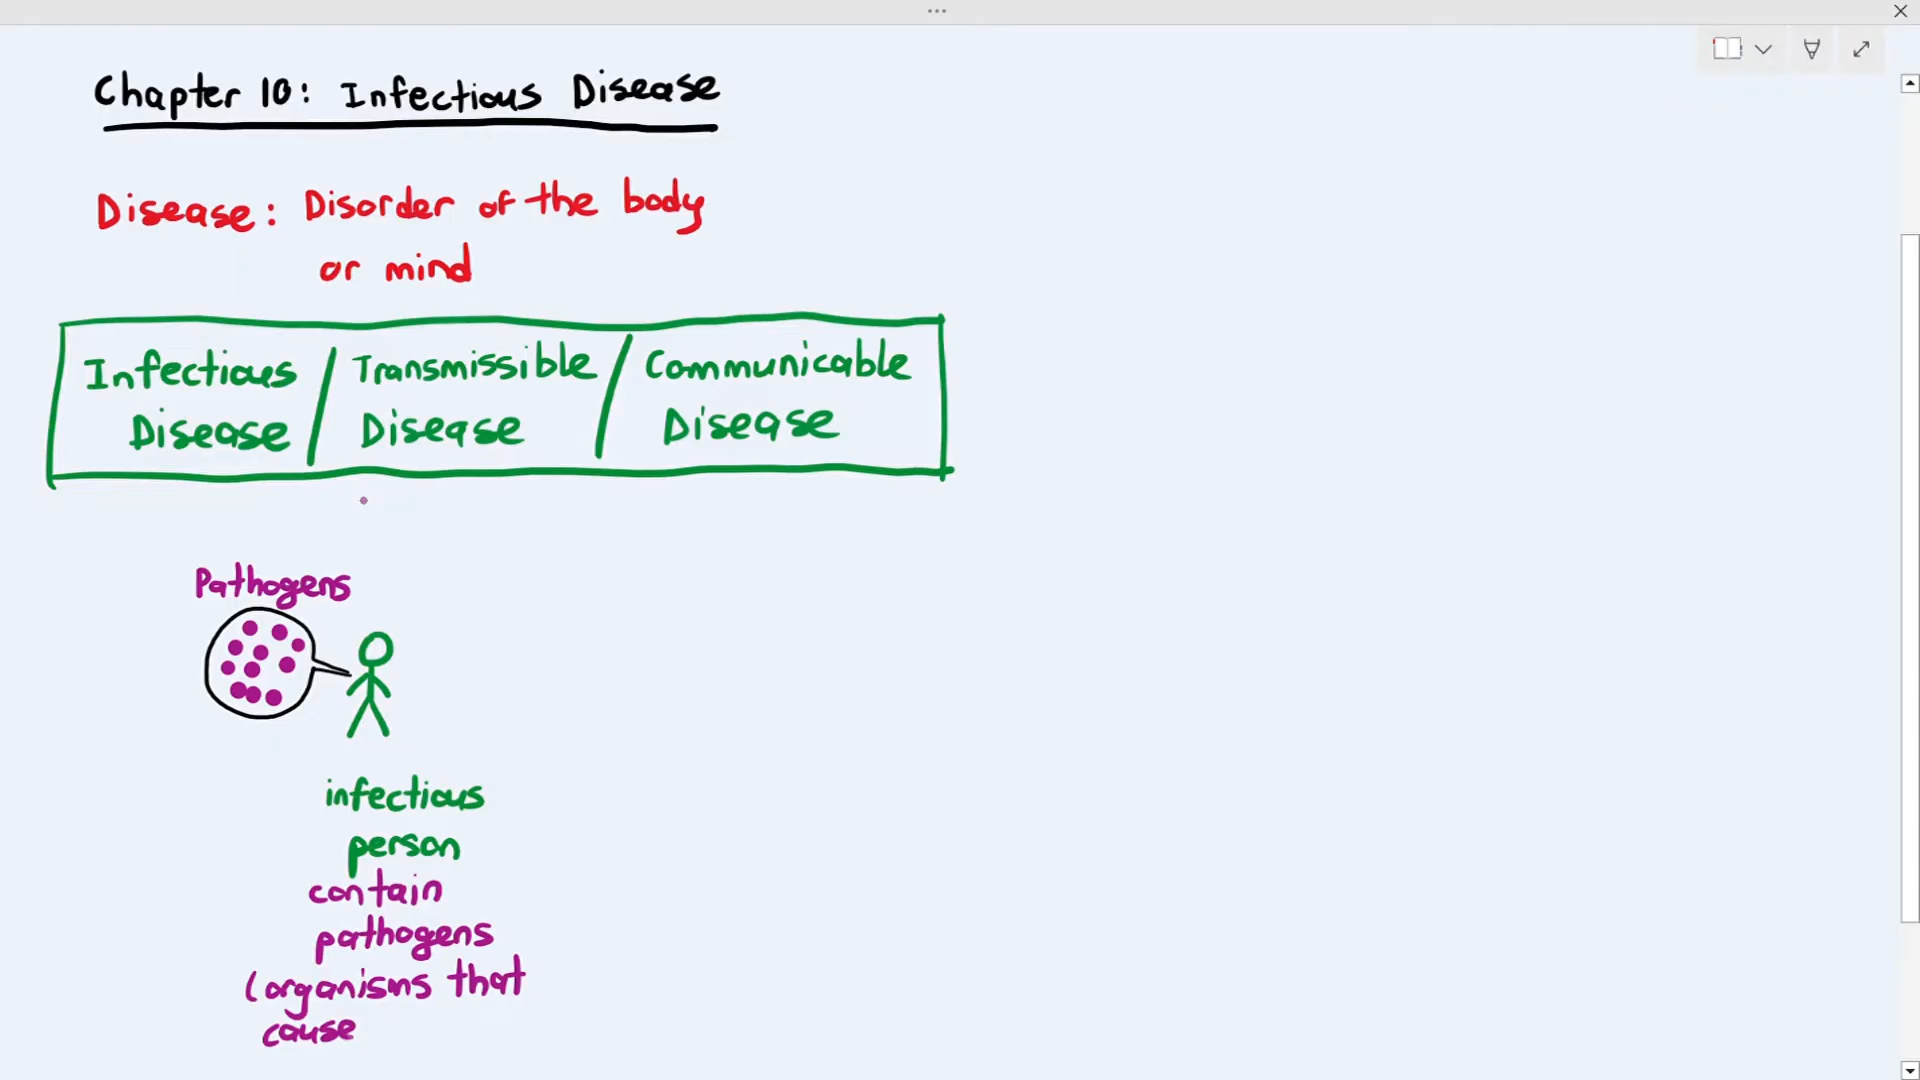 Chapter 10: Infectious Disease
Disease: Disorder of the body
or mind
Infectious / Transmissible / Communicable
Disease Disease Disease
Pathogens
infectious
person
contain
pathogens
(organisms that
cause